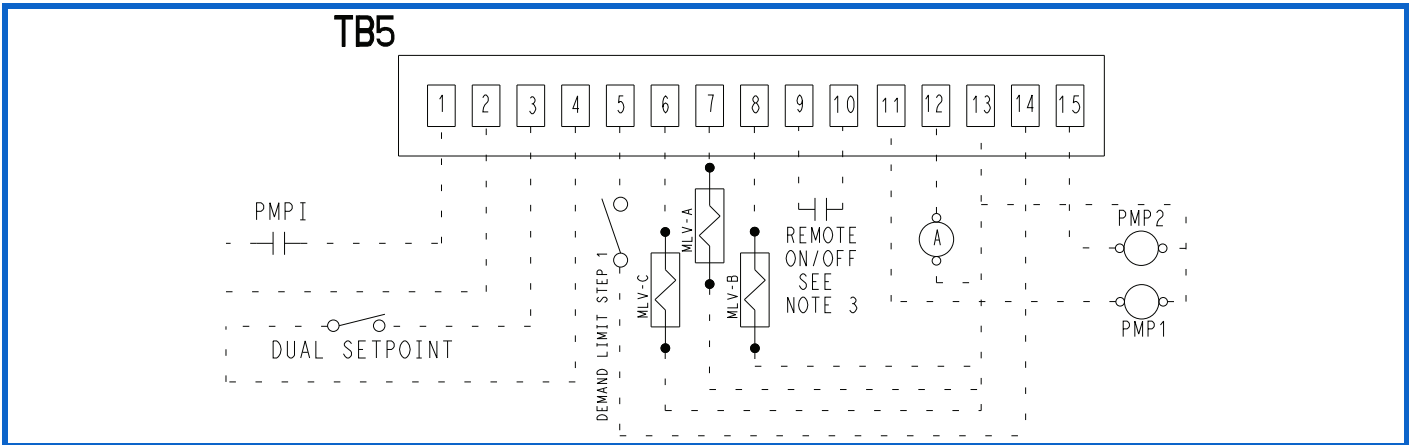 TB5
1 2 3 4 5 6 7 8 9 10 11 12 13 14 15
PMPI
DUAL SETPOINT
DEMAND LIMIT STEP 1
MLV-C
MLV-A
MLV-B
REMOTE
ON/OFF
SEE
NOTE 3
A
PMP2
PMP1